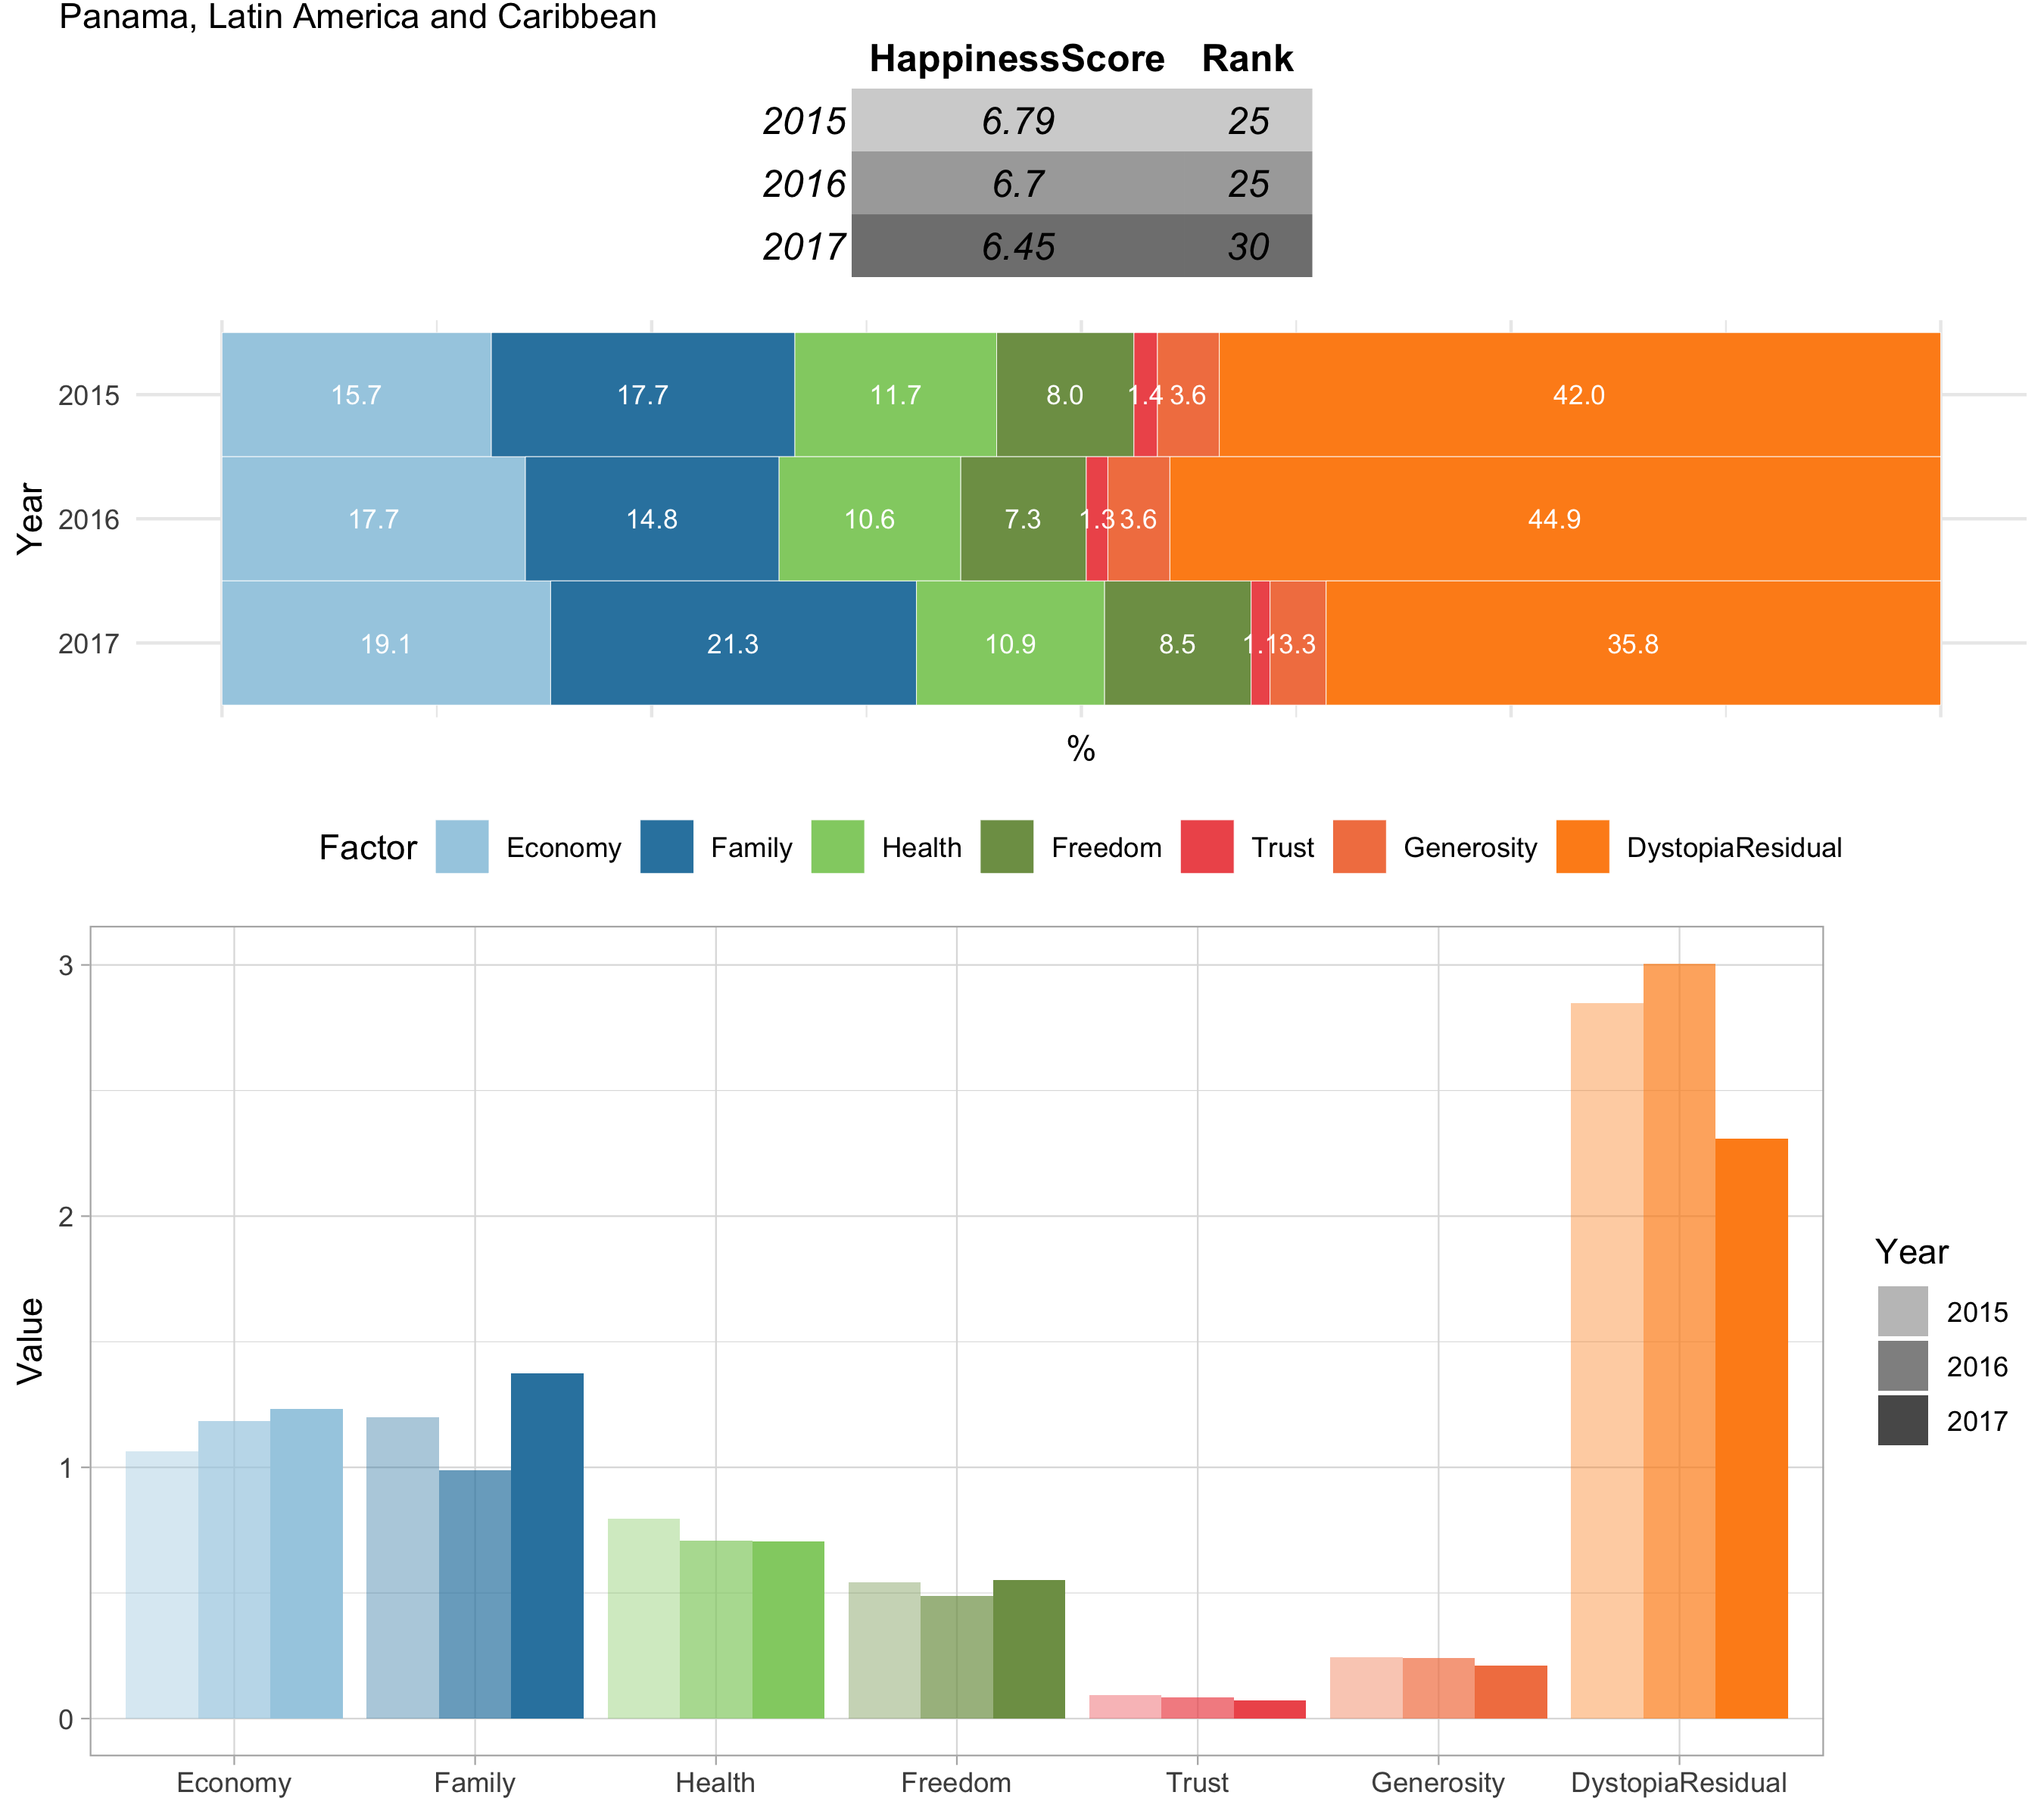 Panama, Latin America and Caribbean
HappinessScore Rank
2015 6.79 25
2016 6.7 25
2017 6.45 30
Year
2015 15.7 17.7 11.7 8.0 1.4 3.6 42.0
2016 17.7 14.8 10.6 7.3 1.3 3.6 44.9
2017 19.1 21.3 10.9 8.5 1.1 3.3 35.8
%
Factor Economy Family Health Freedom Trust Generosity DystopiaResidual
Value
3
2
1
0
Economy Family Health Freedom Trust Generosity DystopiaResidual
Year
2015
2016
2017